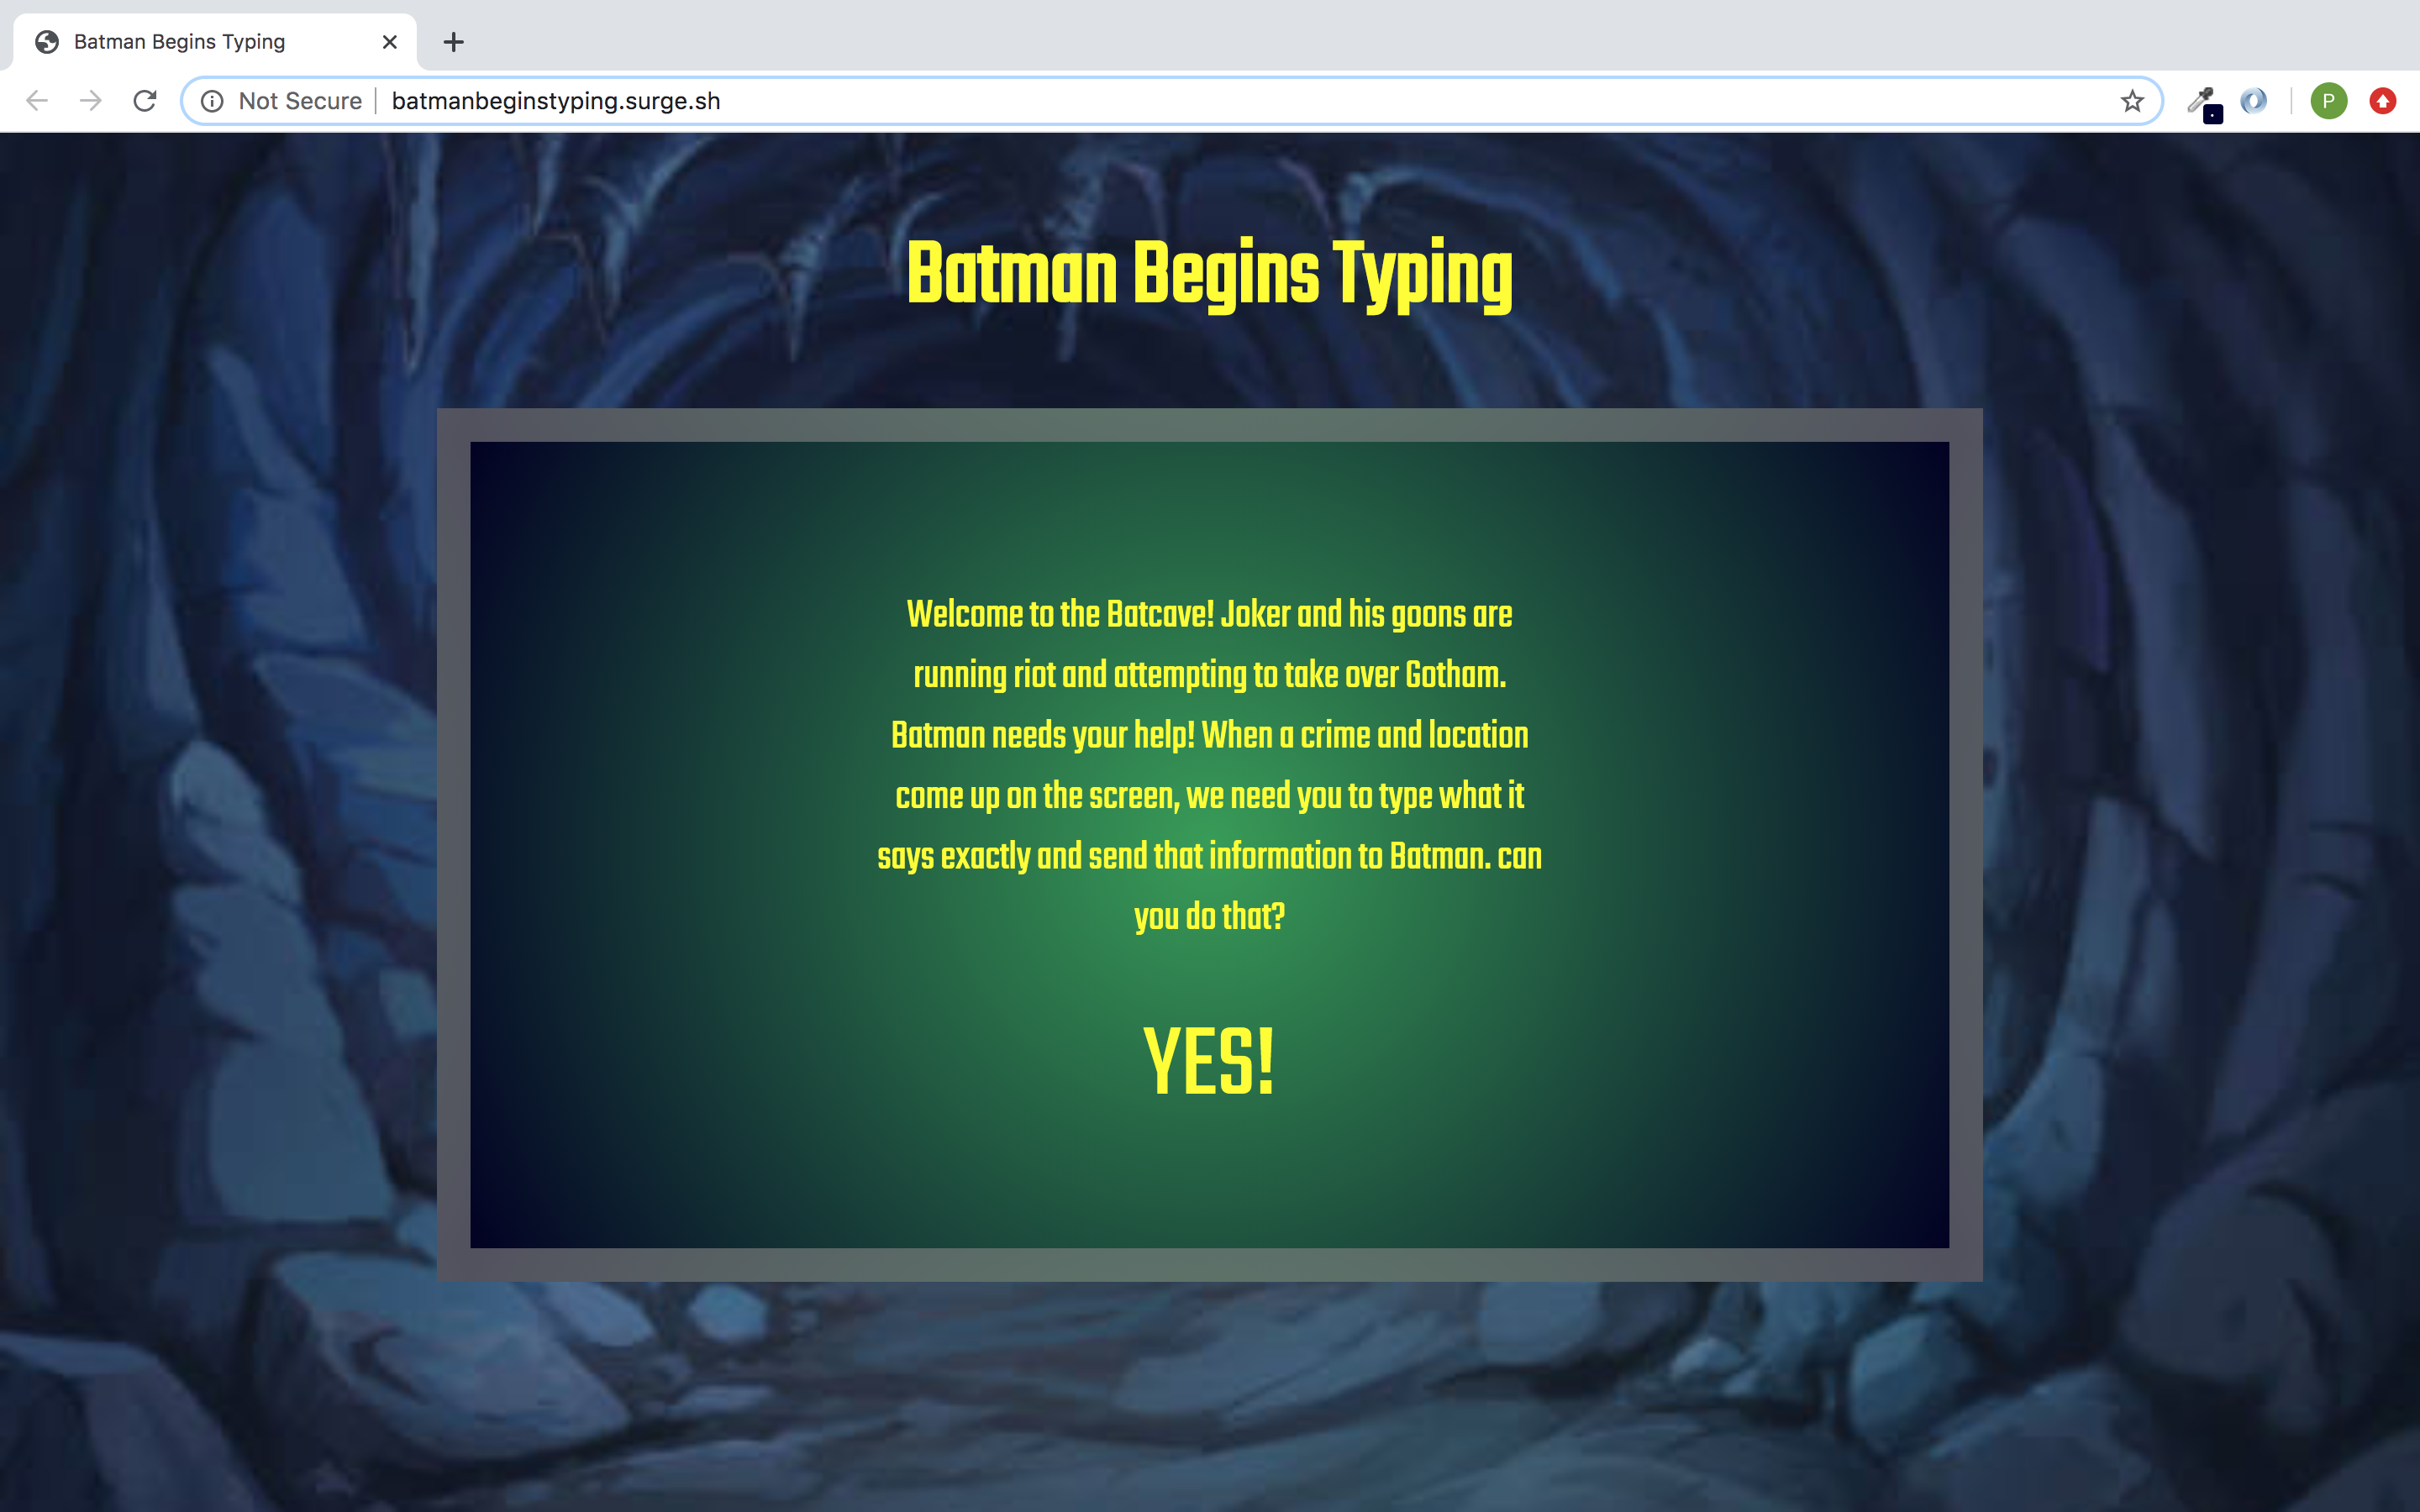 Batman Begins Typing
Not Secure batmanbeginstyping.surge.sh
P
Batman Begins Typing
Welcome to the Batcave! Joker and his goons are
running riot and attempting to take over Gotham.
Batman needs your help! When a crime and location
come up on the screen, we need you to type what it
says exactly and send that information to Batman. can
you do that?
YES!